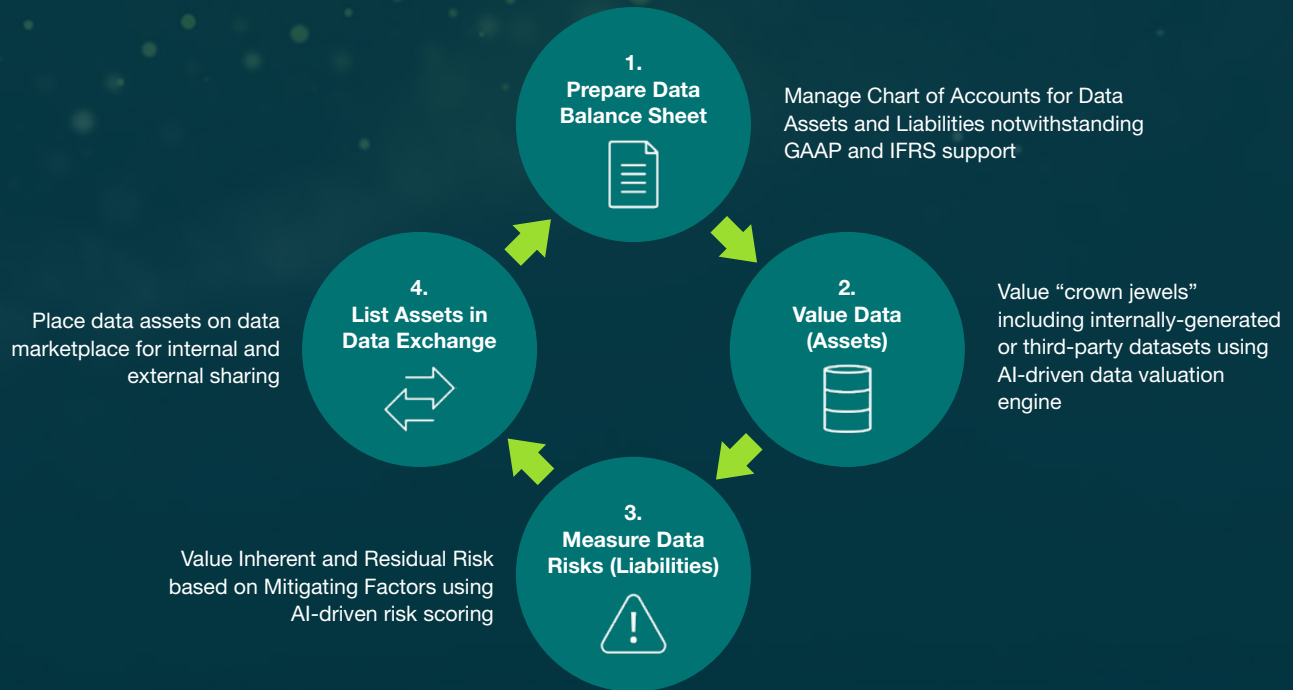 1.
Prepare Data
Balance Sheet
Manage Chart of Accounts for Data
Assets and Liabilities notwithstanding
GAAP and IFRS support
2.
Value Data
(Assets)
Value “crown jewels”
including internally-generated
or third-party datasets using
AI-driven data valuation
engine
3.
Measure Data
Risks (Liabilities)
Value Inherent and Residual Risk
based on Mitigating Factors using
AI-driven risk scoring
4.
List Assets in
Data Exchange
Place data assets on data
marketplace for internal and
external sharing